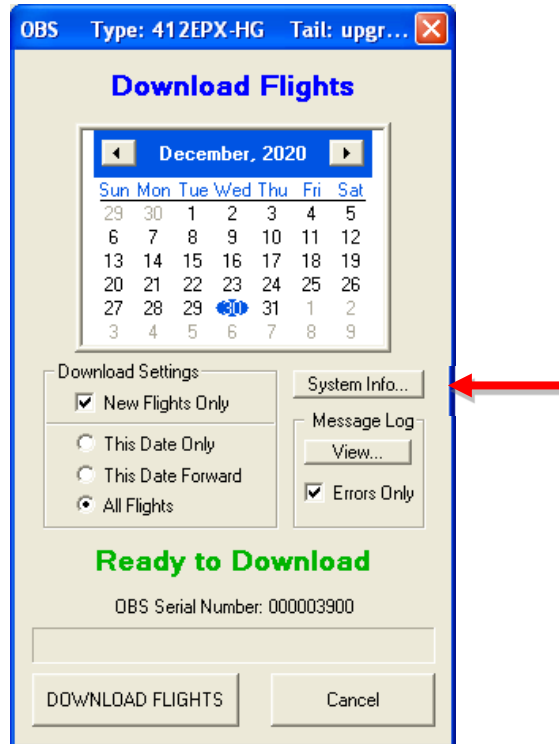 OBS Type: 412EPX-HG Tail: upgr...
Download Flights
December, 2020
Sun Mon Tue Wed Thu Fri Sat
29 30 1 2 3 4 5
6 7 8 9 10 11 12
13 14 15 16 17 18 19
20 21 22 23 24 25 26
27 28 29 30 31 1 2
3 4 5 6 7 8 9
Download Settings
New Flights Only
This Date Only
This Date Forward
All Flights
System Info...
Message Log
View...
Errors Only
Ready to Download
OBS Serial Number: 000003900
DOWNLOAD FLIGHTS Cancel